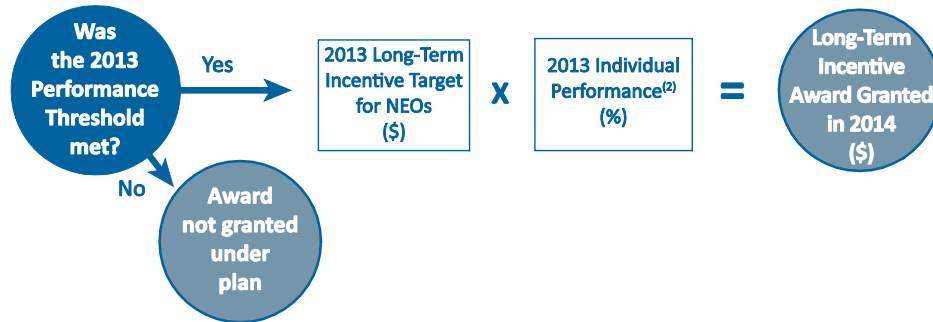 Was
the 2013
Performance
Threshold
met?
Yes
No
Award
not granted
under
plan
2013 Long-Term
Incentive Target
for NEOs
($)
x
2013 Individual
Performance(2)
(%)
=
Long-Term
Incentive
Award Granted
in 2014
($)